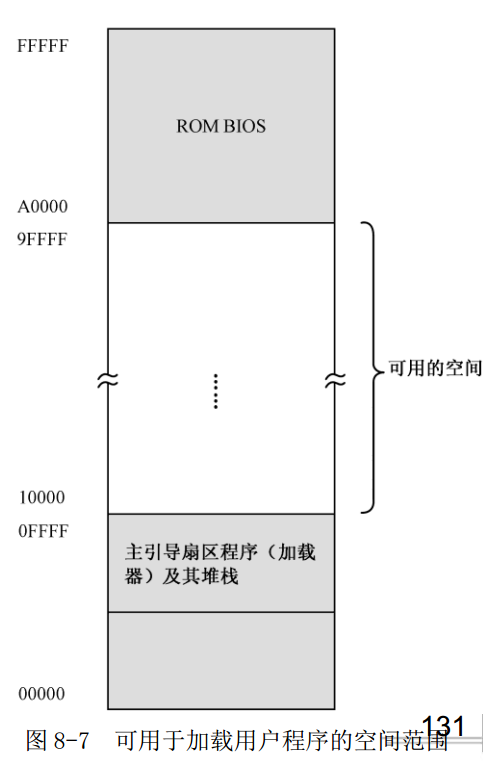 FFFFF
ROM BIOS
A0000
9FFFF
可用的空间
10000
0FFFF
主引导扇区程序（加载
器）及其堆栈
00000
131
图 8-7 可用于加载用户程序的空间范围